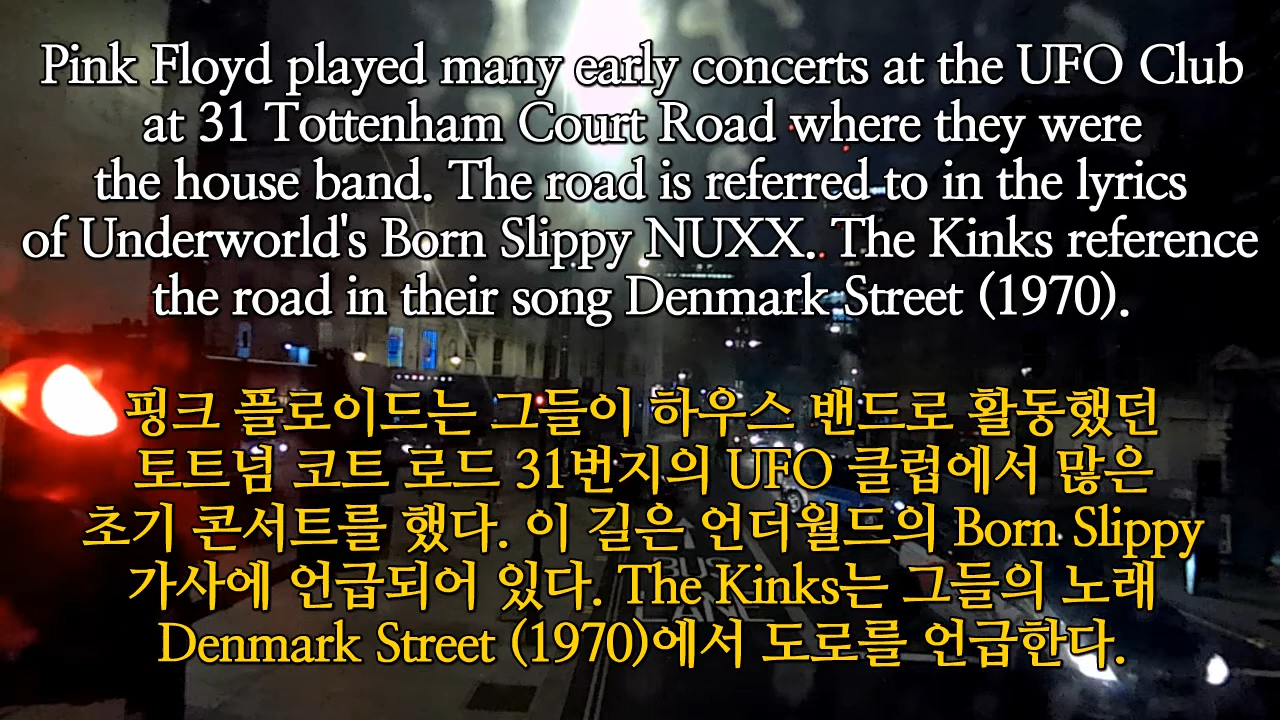 Pink Floyd played many early concerts at the UFO Club
at 31 Tottenham Court Road where they were
the house band. The road is referred to in the lyrics
of Underworld's Born Slippy NUXX. The Kinks reference
the road in their song Denmark Street (1970).
핑크 플로이드는 그들이 하우스 밴드로 활동했던
토트넘 코트 로드 31번지의 UFO 클럽에서 많은
초기 콘서트를 했다. 이 길은 언더월드의 Born Slippy
가사에 언급되어 있다. The Kinks는 그들의 노래
Denmark Street (1970)에서 도로를 언급한다.
BUS
LANE